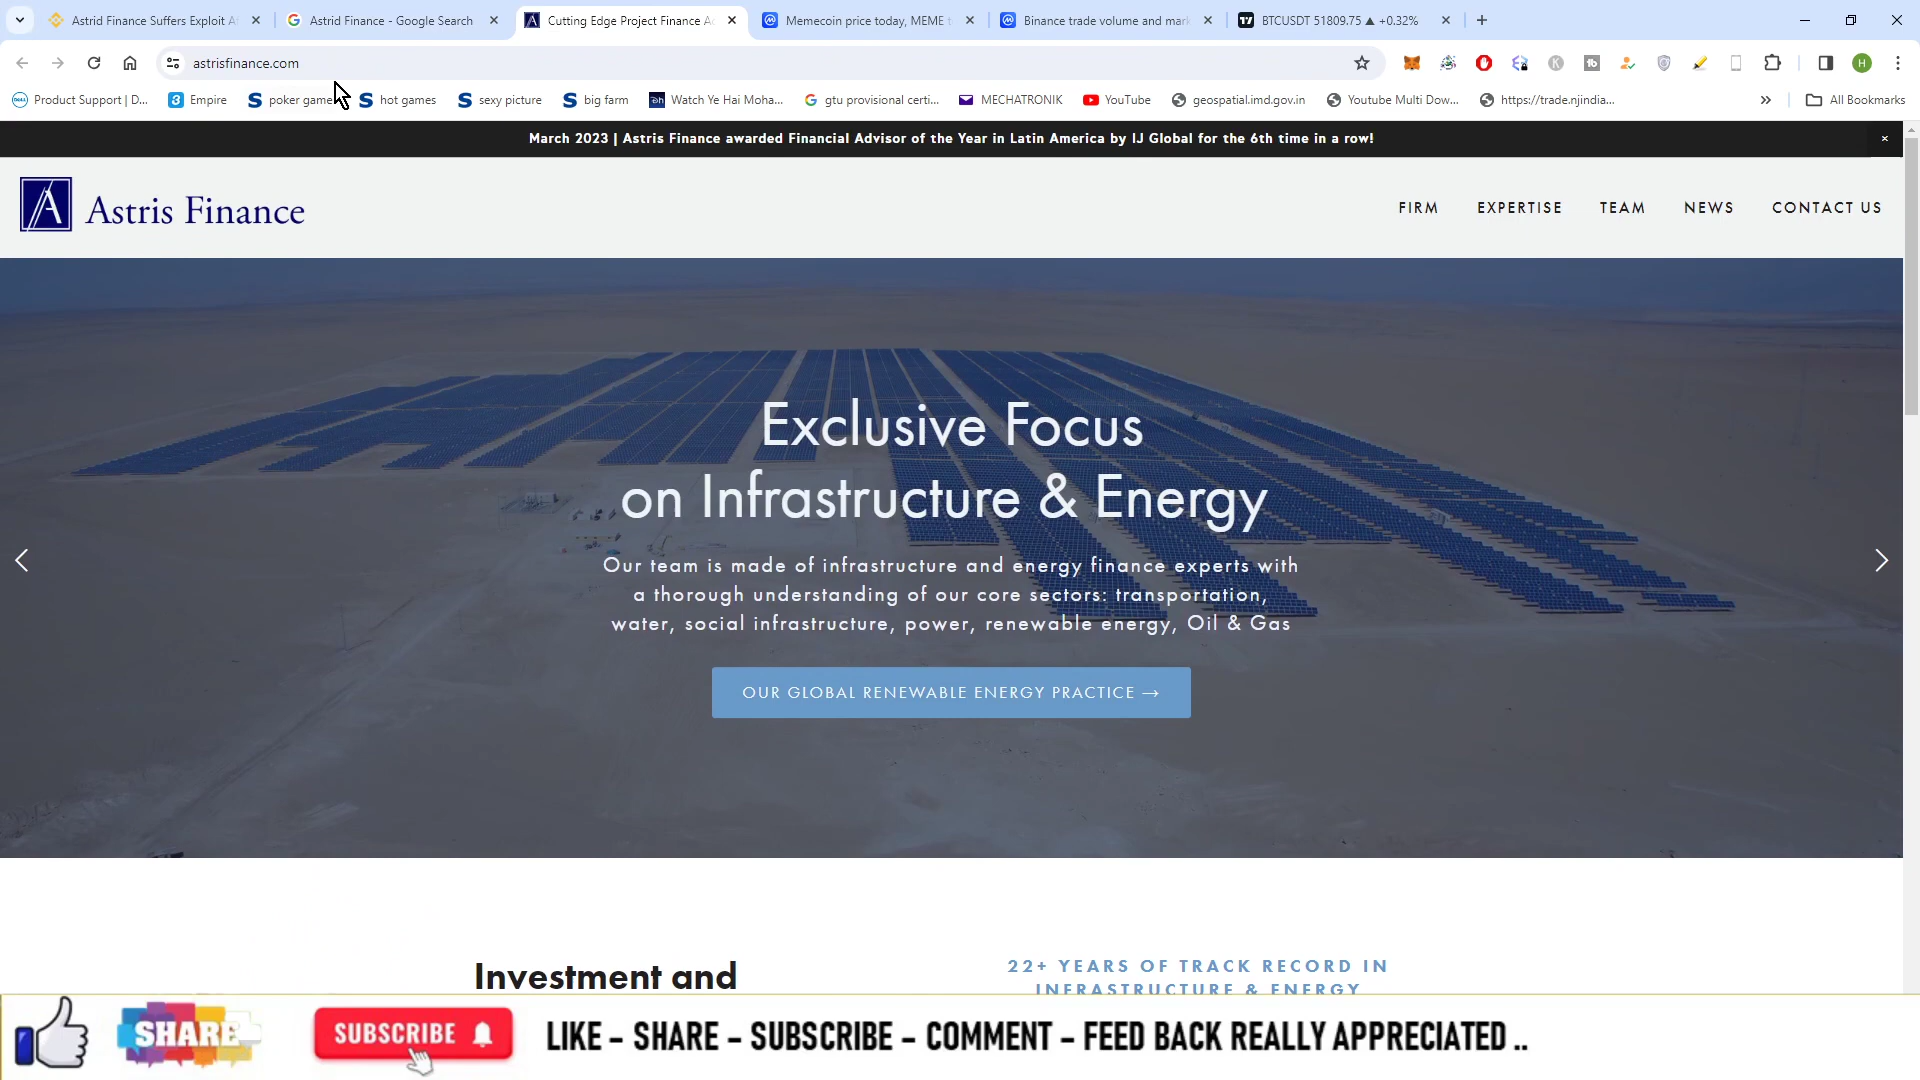 Astrid Finance Suffers Exploit A
Astrid Finance - Google Search
Cutting Edge Project Finance A
Memecoin price today, MEME t
Binance trade volume and mark
BTCUSDT 51809.75 ▲ +0.32%
astrisfinance.com
Product Support | D...
Empire
poker game
hot games
sexy picture
big farm
Watch Ye Hai Moha...
gtu provisional certi...
MECHATRONIK
YouTube
geospatial.imd.gov.in
Youtube Multi Dow...
https://trade.njindia...
All Bookmarks
March 2023 | Astris Finance awarded Financial Advisor of the Year in Latin America by IJ Global for the 6th time in a row!
Astris Finance
FIRM
EXPERTISE
TEAM
NEWS
CONTACT US
Exclusive Focus
on Infrastructure & Energy
Our team is made of infrastructure and energy finance experts with
a thorough understanding of our core sectors: transportation,
water, social infrastructure, power, renewable energy, Oil & Gas
OUR GLOBAL RENEWABLE ENERGY PRACTICE →
Investment and
22+ YEARS OF TRACK RECORD IN
INFRASTRUCTURE & ENERGY
SHARE
SUBSCRIBE
LIKE - SHARE - SUBSCRIBE - COMMENT - FEED BACK REALLY APPRECIATED ..